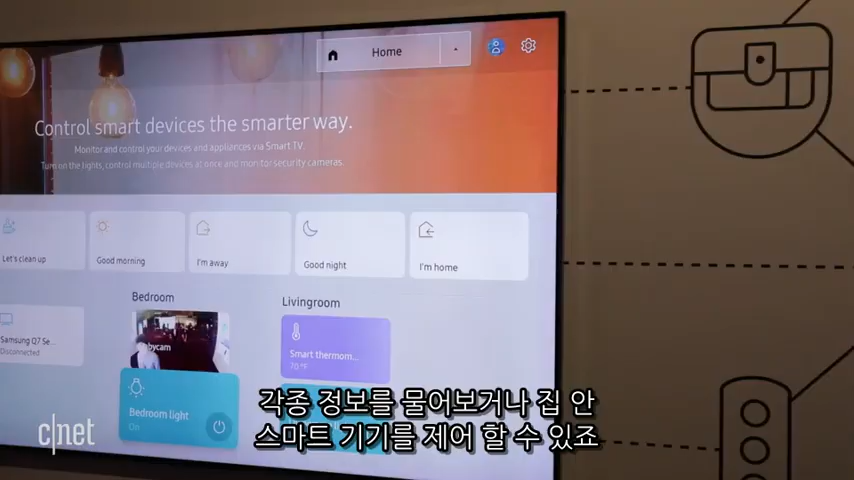 Home
Control smart devices the smarter way.
Monitor and control your devices and appliances via Smart TV.
Turn on the lights, control multiple devices at once and monitor security cameras.
Let's clean up
Good morning
I'm away
Good night
I'm home
Bedroom
Livingroom
Samsung Q7 Se...
Disconnected
bycam
Smart thermom...
70 °F
Bedroom light
On
각종 정보를 물어보거나 집 안
스마트 기기를 제어 할 수 있죠
c|net